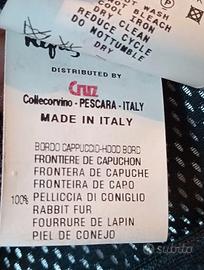 NOT WASH
NOT BLEACH
COOL IRON
DRY CLEAN
REDUCE CYCLE
DO NOT TUMBLE
DRY
DISTRIBUTED BY
Cruz
Collecorvino - PESCARA - ITALY
MADE IN ITALY
BORDO CAPPUCCIO-HOOD BORD
FRONTIERE DE CAPUCHON
FRONTERA DE CAPUCHE
FRONTEIRA DE CAPO
100% PELLICCIA DI CONIGLIO
RABBIT FUR
FOURRURE DE LAPIN
PIEL DE CONEJO
subito